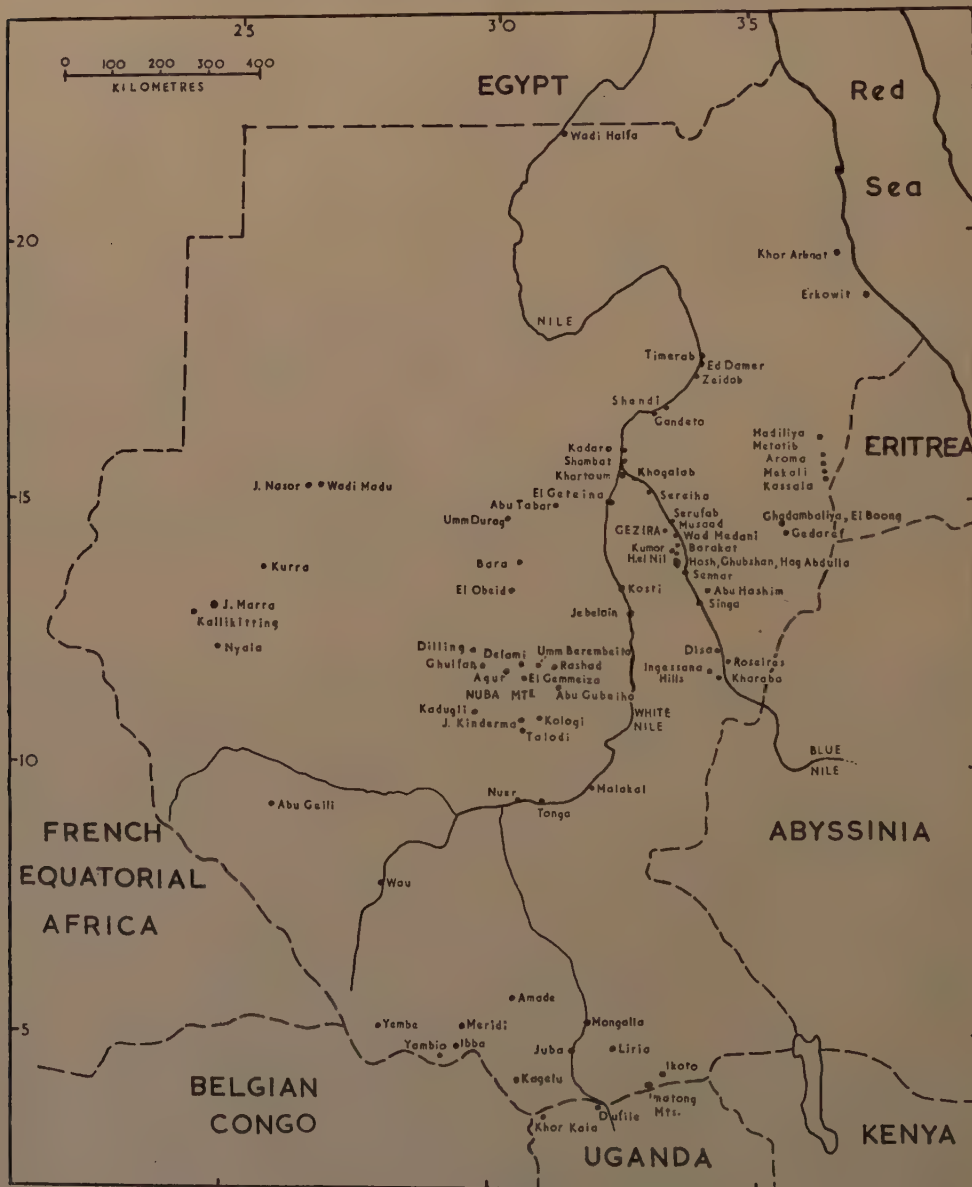 25 30 35
0 100 200 300 400
KILOMETRES
EGYPT
Red
Sea
Wadi Halfa
20
Khor Arbaat
Erkowit
NILE
Timerab
Ed Damer
Zeidab
Shandi
Gandeto
Kadaro
Shambat
Khartoum
Khogalab
Hadiliya
Metatib
Aroma
Mekali
Kassala
ERITREA
15
J. Nasor
Wadi Madu
El Geteina
Sereiha
Abu Tabar
Umm Durag
Serufab
Musaad
GEZIRA
Wad Medani
Kumor
Barakat
H.el Nil
Hosh, Ghubshan, Hag Abdulla
Sennar
Ghadambaliya, El Boong
Gedaref
Kurra
Bara
El Obeid
Kosti
Abu Hashim
Singa
J. Marra
Kallikitting
Jebelain
Nyala
Dilling
Delami
Umm Berembeita
Ghulfan
Rashad
Agur
El Gemmeiza
NUBA MTS
Abu Gubeiha
Disa
Roseires
Ingessana
Hills
Kharaba
Kadugli
J. Kinderma
Kologi
Talodi
WHITE
NILE
10
BLUE
NILE
Abu Geili
Nuer
Tonga
Malakal
FRENCH
EQUATORIAL
AFRICA
ABYSSINIA
Wau
Amade
5
Yembe
Meridi
Mongalla
Yambio
Ibba
Juba
Liria
Kagelu
Ikoto
Imatong
Mts.
BELGIAN
CONGO
Khor Kaia
Dufile
UGANDA
KENYA